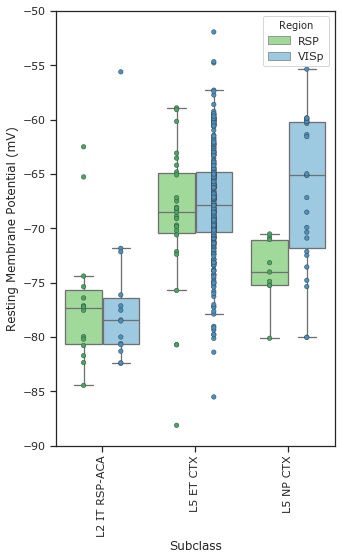 Region
RSP
VISp
Resting Membrane Potential (mV)
−50
−55
−60
−65
−70
−75
−80
−85
−90
L2 IT RSP-ACA
L5 ET CTX
L5 NP CTX
Subclass